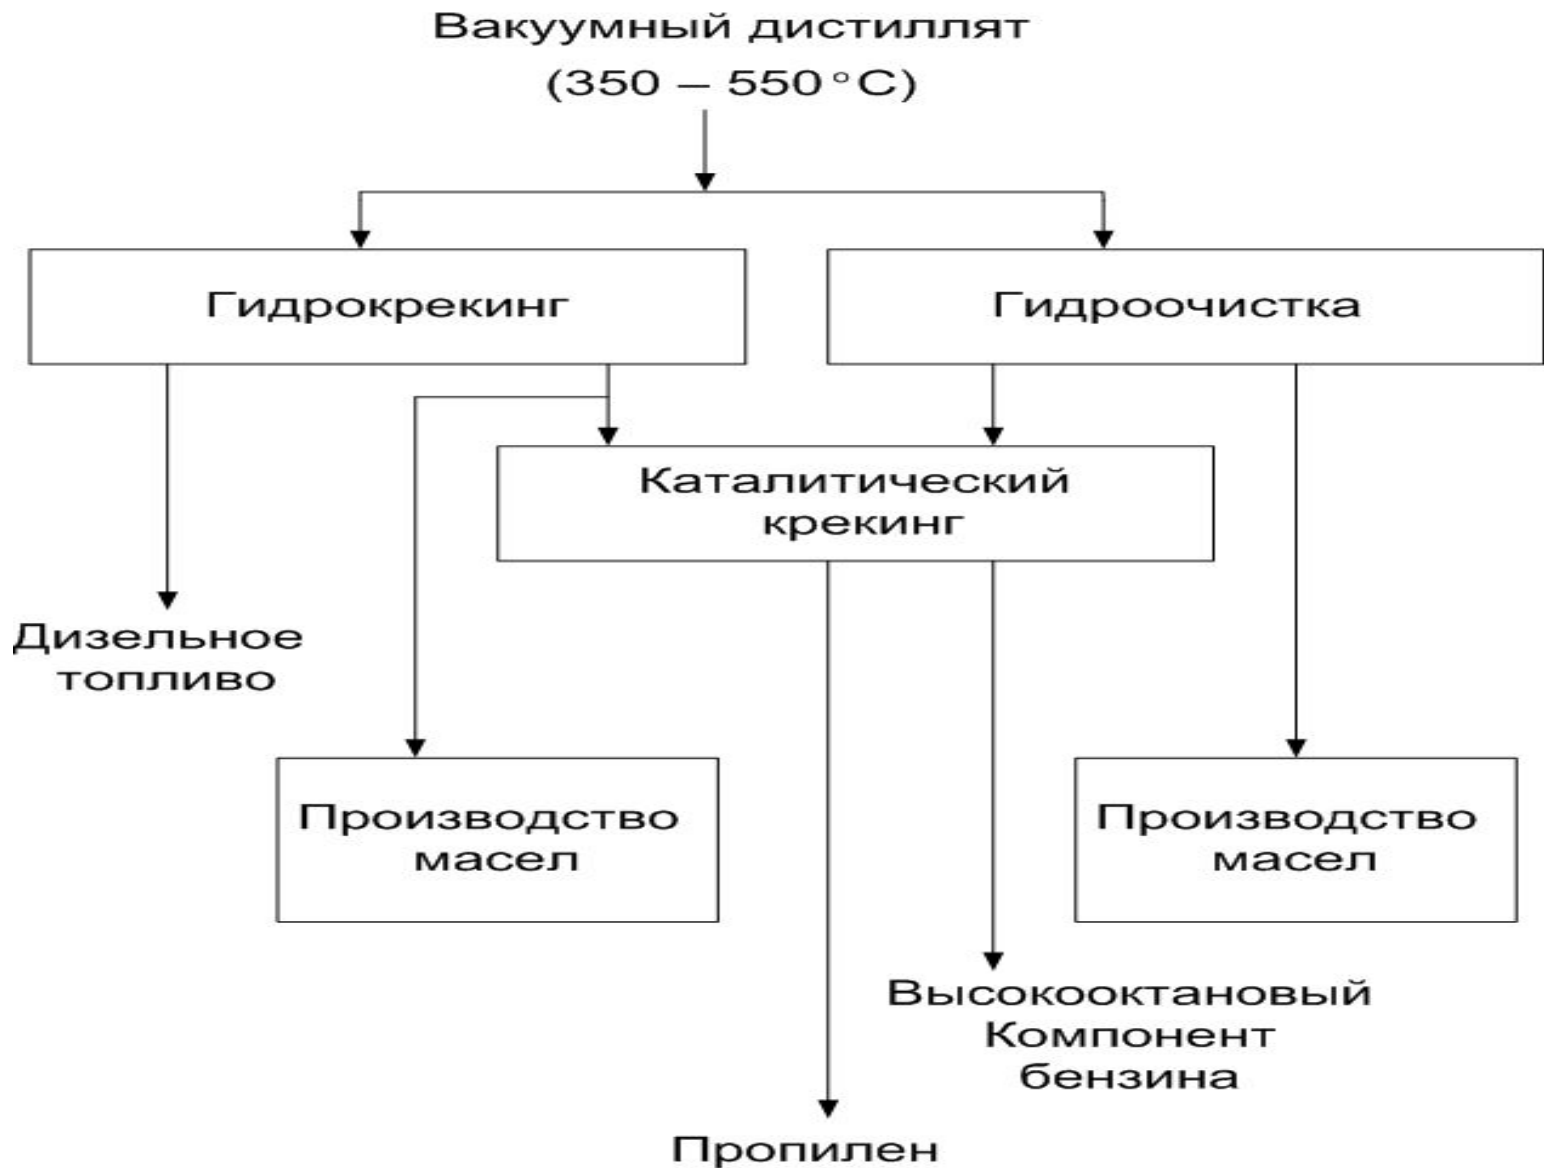 Вакуумный дистиллят
(350 – 550 °С)
Гидрокрекинг
Гидроочистка
Каталитический
крекинг
Дизельное
топливо
Производство
масел
Производство
масел
Высокооктановый
Компонент
бензина
Пропилен